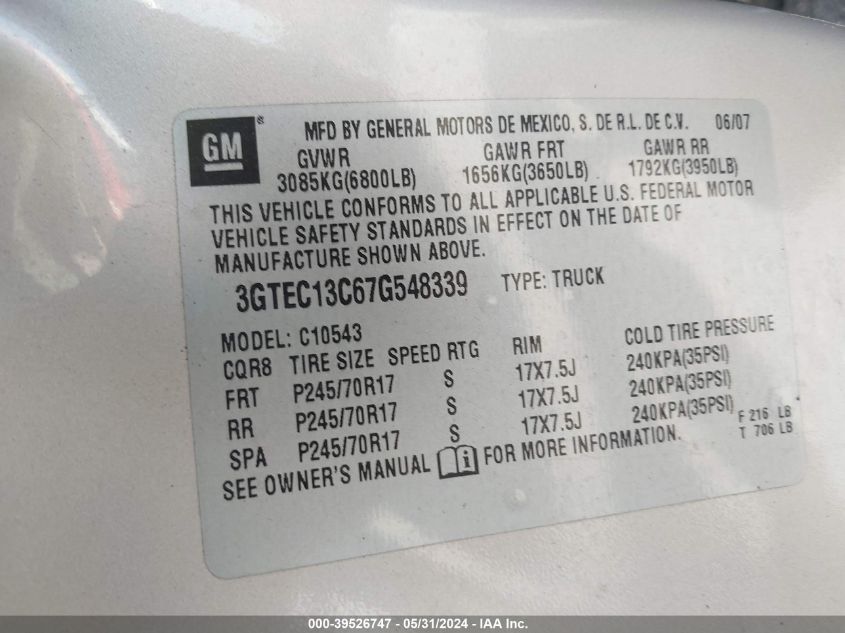 GM® MFD BY GENERAL MOTORS DE MEXICO, S. DE R.L. DE C.V. 06/07
GVWR GAWR FRT GAWR RR
3085KG(6800LB) 1656KG(3650LB) 1792KG(3950LB)
THIS VEHICLE CONFORMS TO ALL APPLICABLE U.S. FEDERAL MOTOR
VEHICLE SAFETY STANDARDS IN EFFECT ON THE DATE OF
MANUFACTURE SHOWN ABOVE.
3GTEC13C67G548339 TYPE: TRUCK
MODEL: C10543
CQR8 TIRE SIZE SPEED RTG RIM COLD TIRE PRESSURE
FRT P245/70R17 S 17X7.5J 240KPA(35PSI)
RR P245/70R17 S 17X7.5J 240KPA(35PSI)
SPA P245/70R17 S 17X7.5J 240KPA(35PSI) F 216 LB
T 706 LB
SEE OWNER'S MANUAL i FOR MORE INFORMATION.
000-39526747 - 05/31/2024 - IAA Inc.